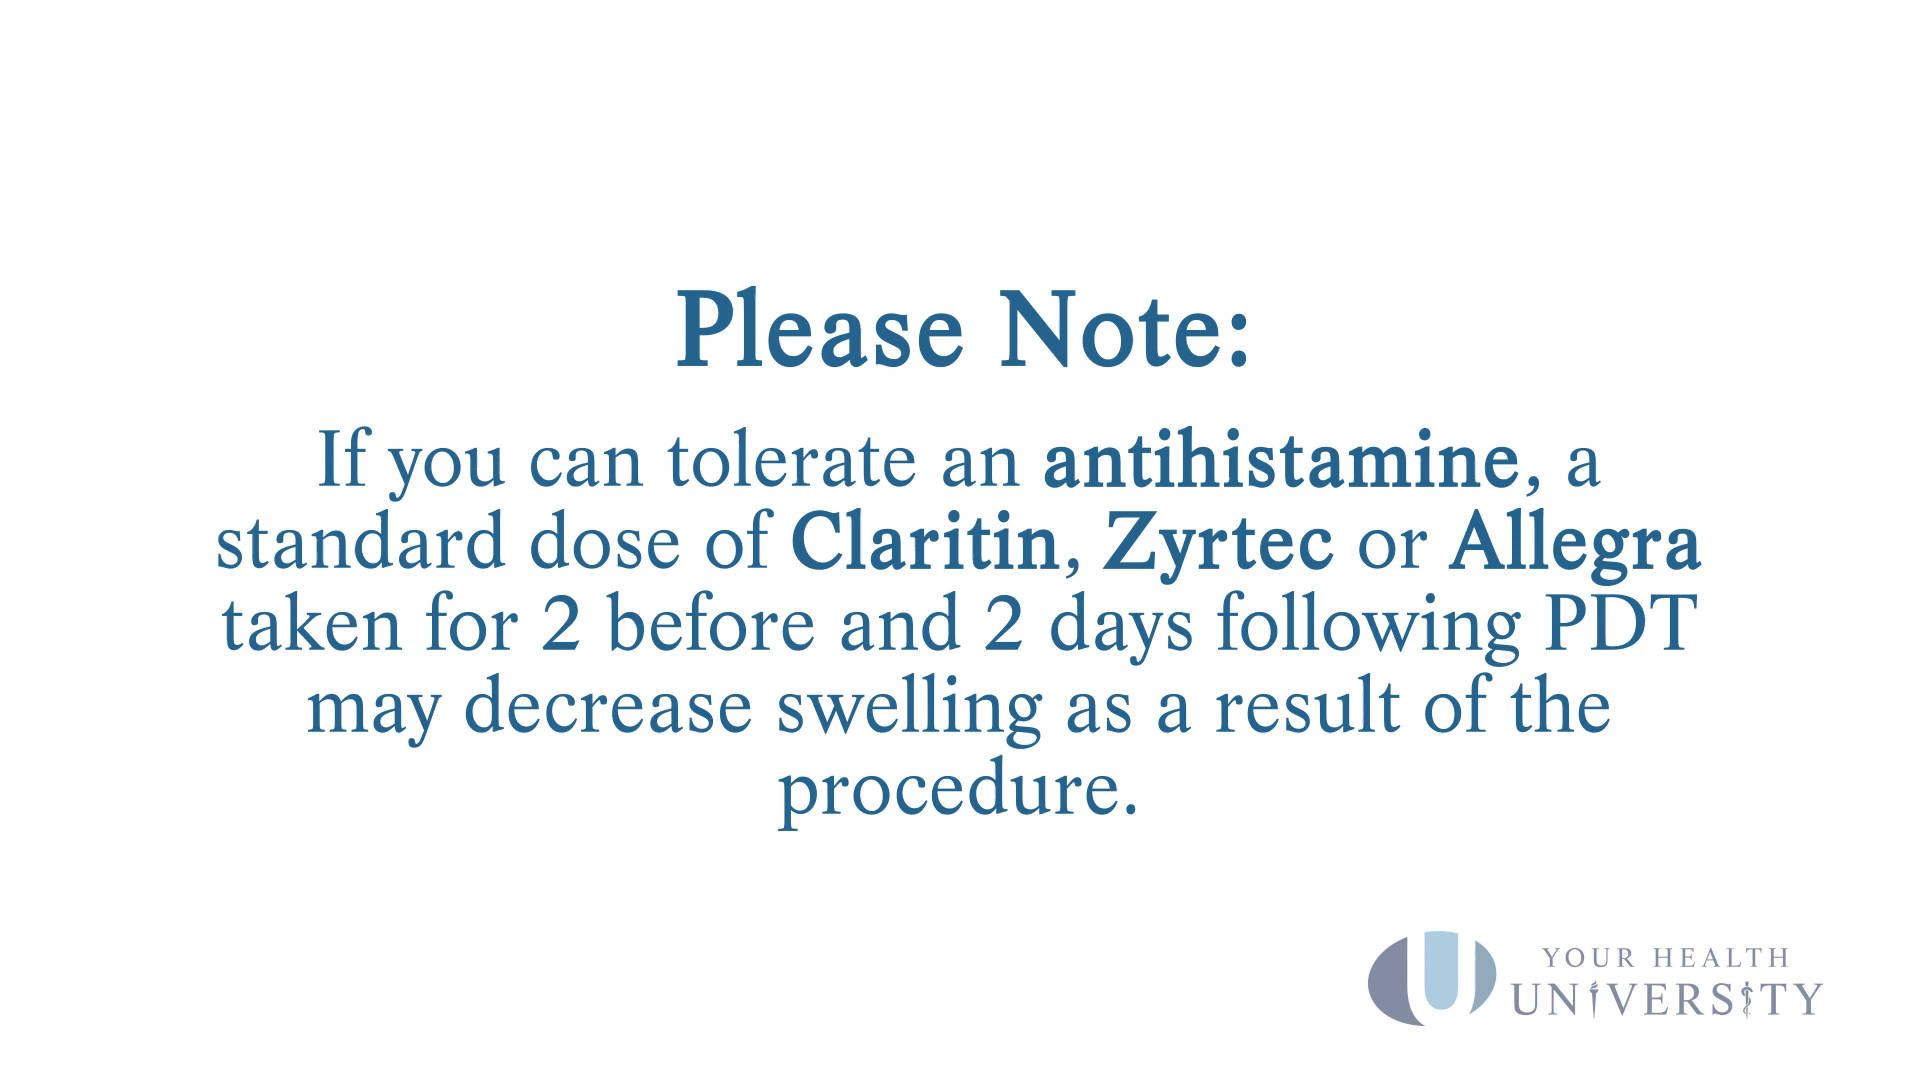 Please Note:
If you can tolerate an antihistamine, a
standard dose of Claritin, Zyrtec or Allegra
taken for 2 before and 2 days following PDT
may decrease swelling as a result of the
procedure.
YOUR HEALTH
UNIVERSITY